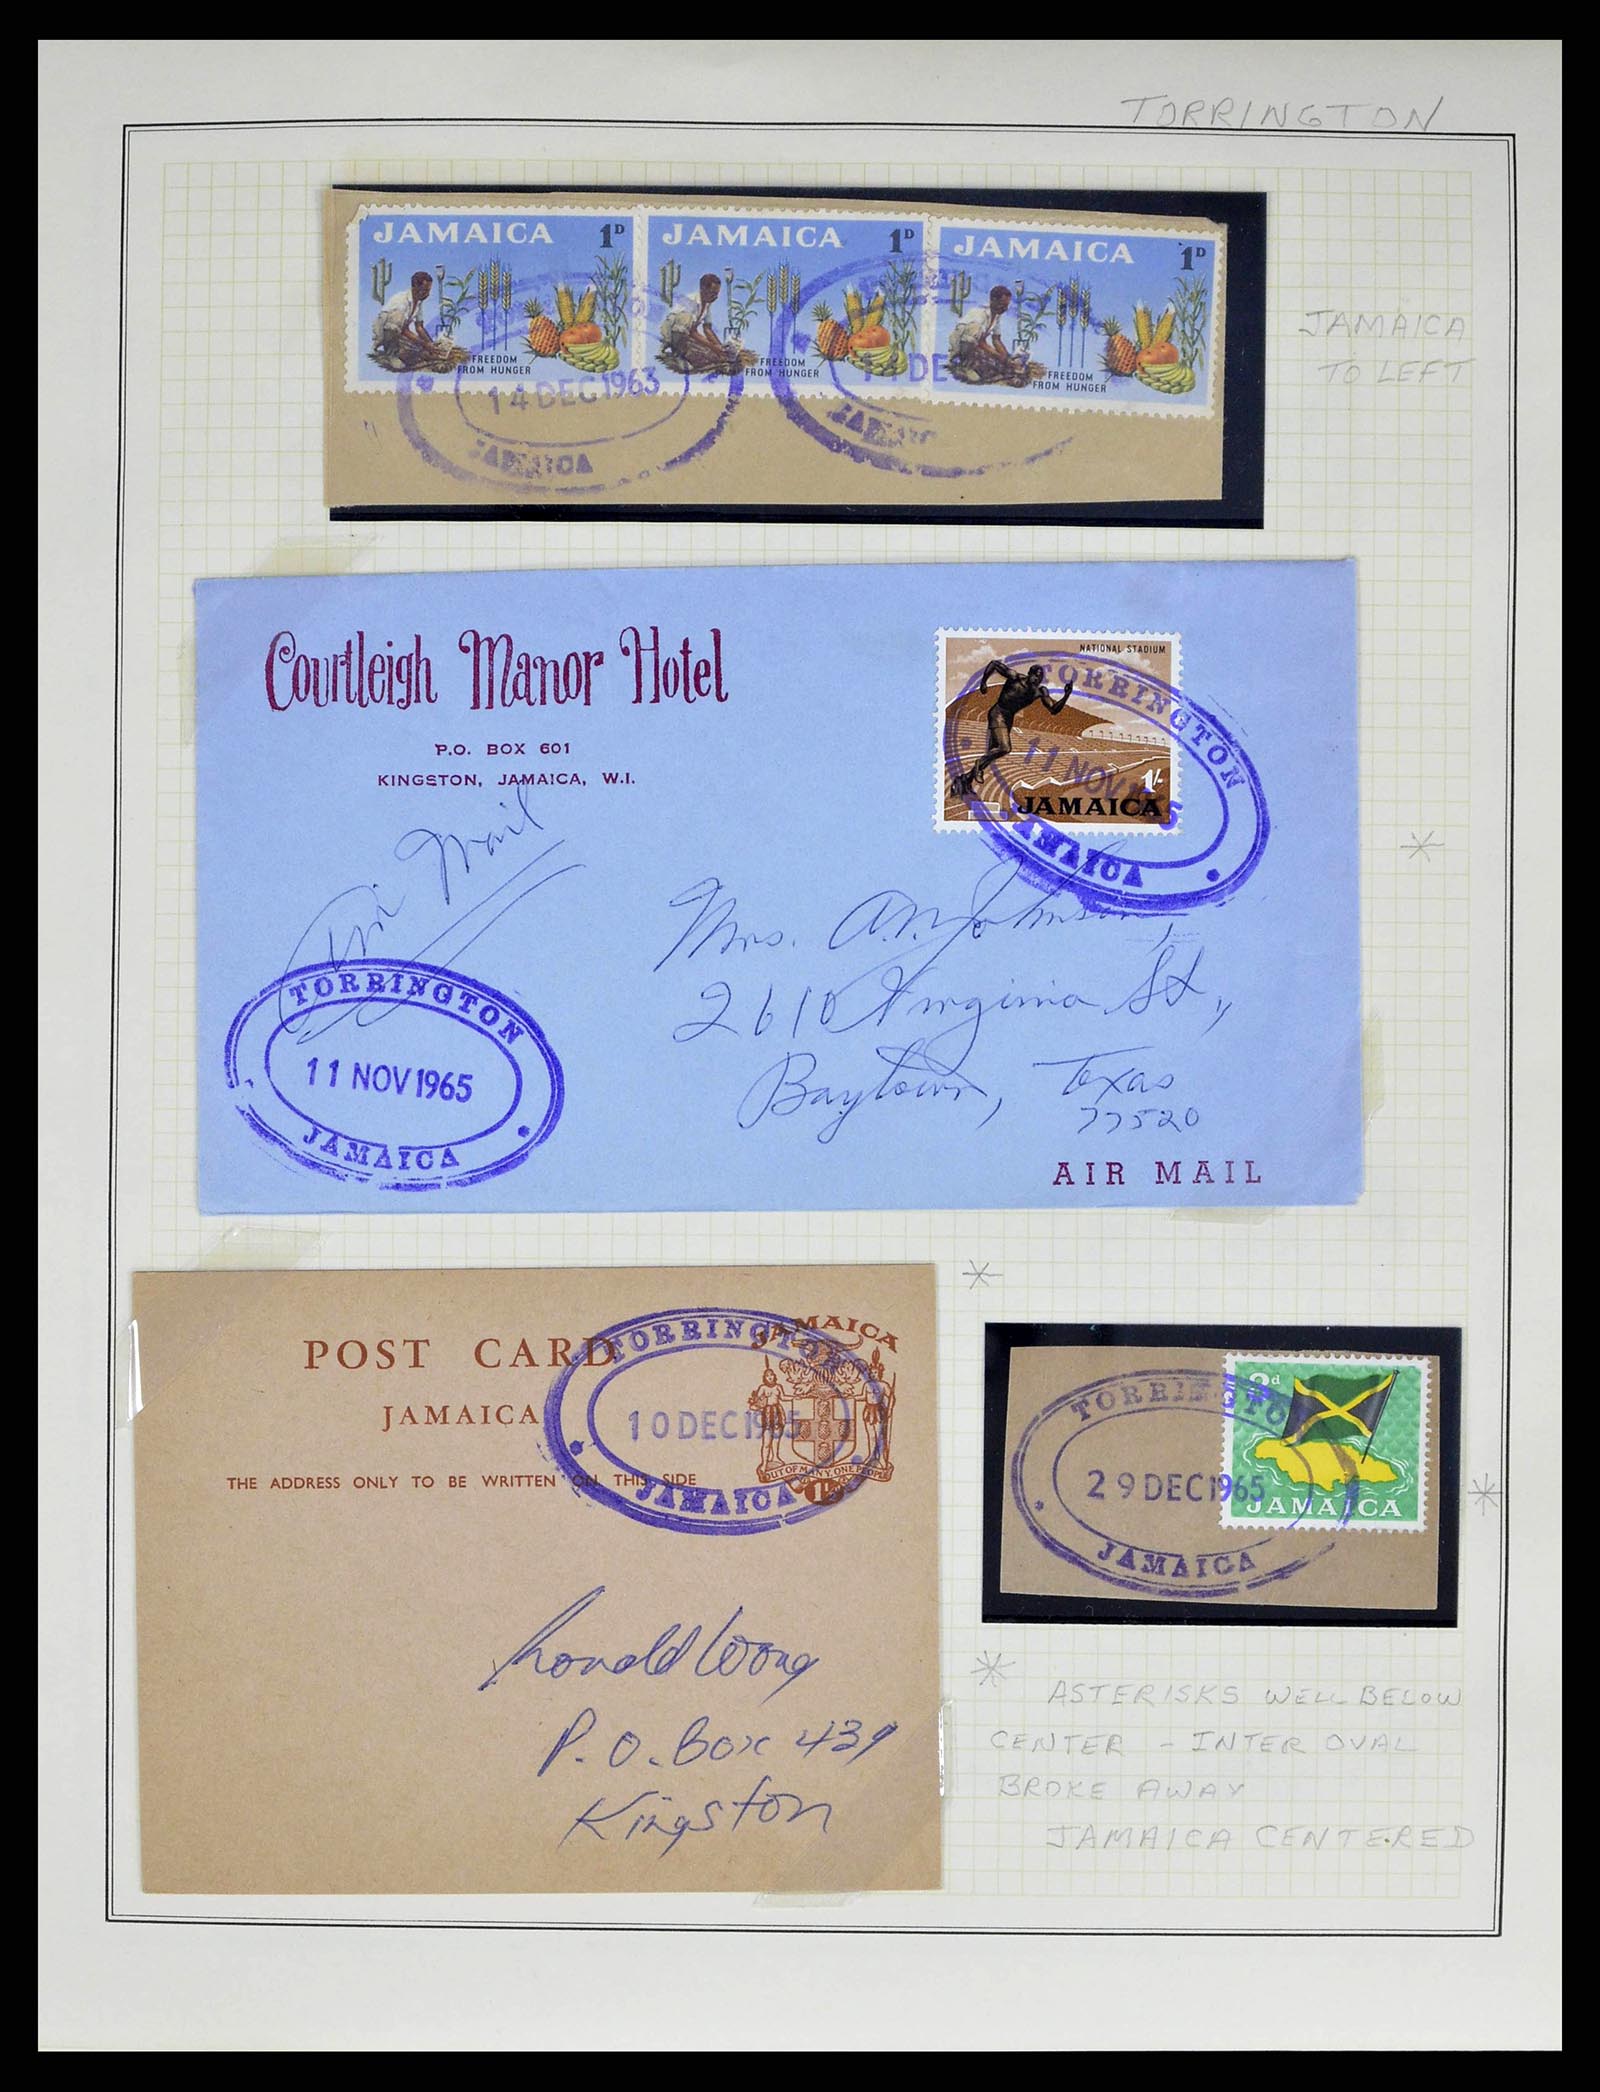 TORRINGTON
JAMAICA 1D
FREEDOM
FROM HUNGER
JAMAICA 1D
FREEDOM
FROM HUNGER
JAMAICA 1D
FREEDOM
FROM HUNGER
14 DEC 1963
JAMAICA
JAMAICA
TO LEFT
Courtleigh Manor Hotel
P.O. BOX 601
KINGSTON, JAMAICA, W.I.
NATIONAL STADIUM
1/-
JAMAICA
TORRINGTON
11 NOV
JAMAICA
Air Mail
Mrs. A.N. Johnson,
2610 Virginia St.,
Baytown, Texas
77520
AIR MAIL
TORRINGTON
11 NOV 1965
JAMAICA
POST CARD
JAMAICA
THE ADDRESS ONLY TO BE WRITTEN ON THIS SIDE
JAMAICA
OUT OF MANY, ONE PEOPLE
TORRINGTON
10 DEC 1965
JAMAICA
Ronald Wong
P.O. Box 439
Kingston
JAMAICA
TORRINGTON
29 DEC 1965
JAMAICA
ASTERISKS WELL BELOW
CENTER - INTER OVAL
BROKE AWAY
JAMAICA CENTERED